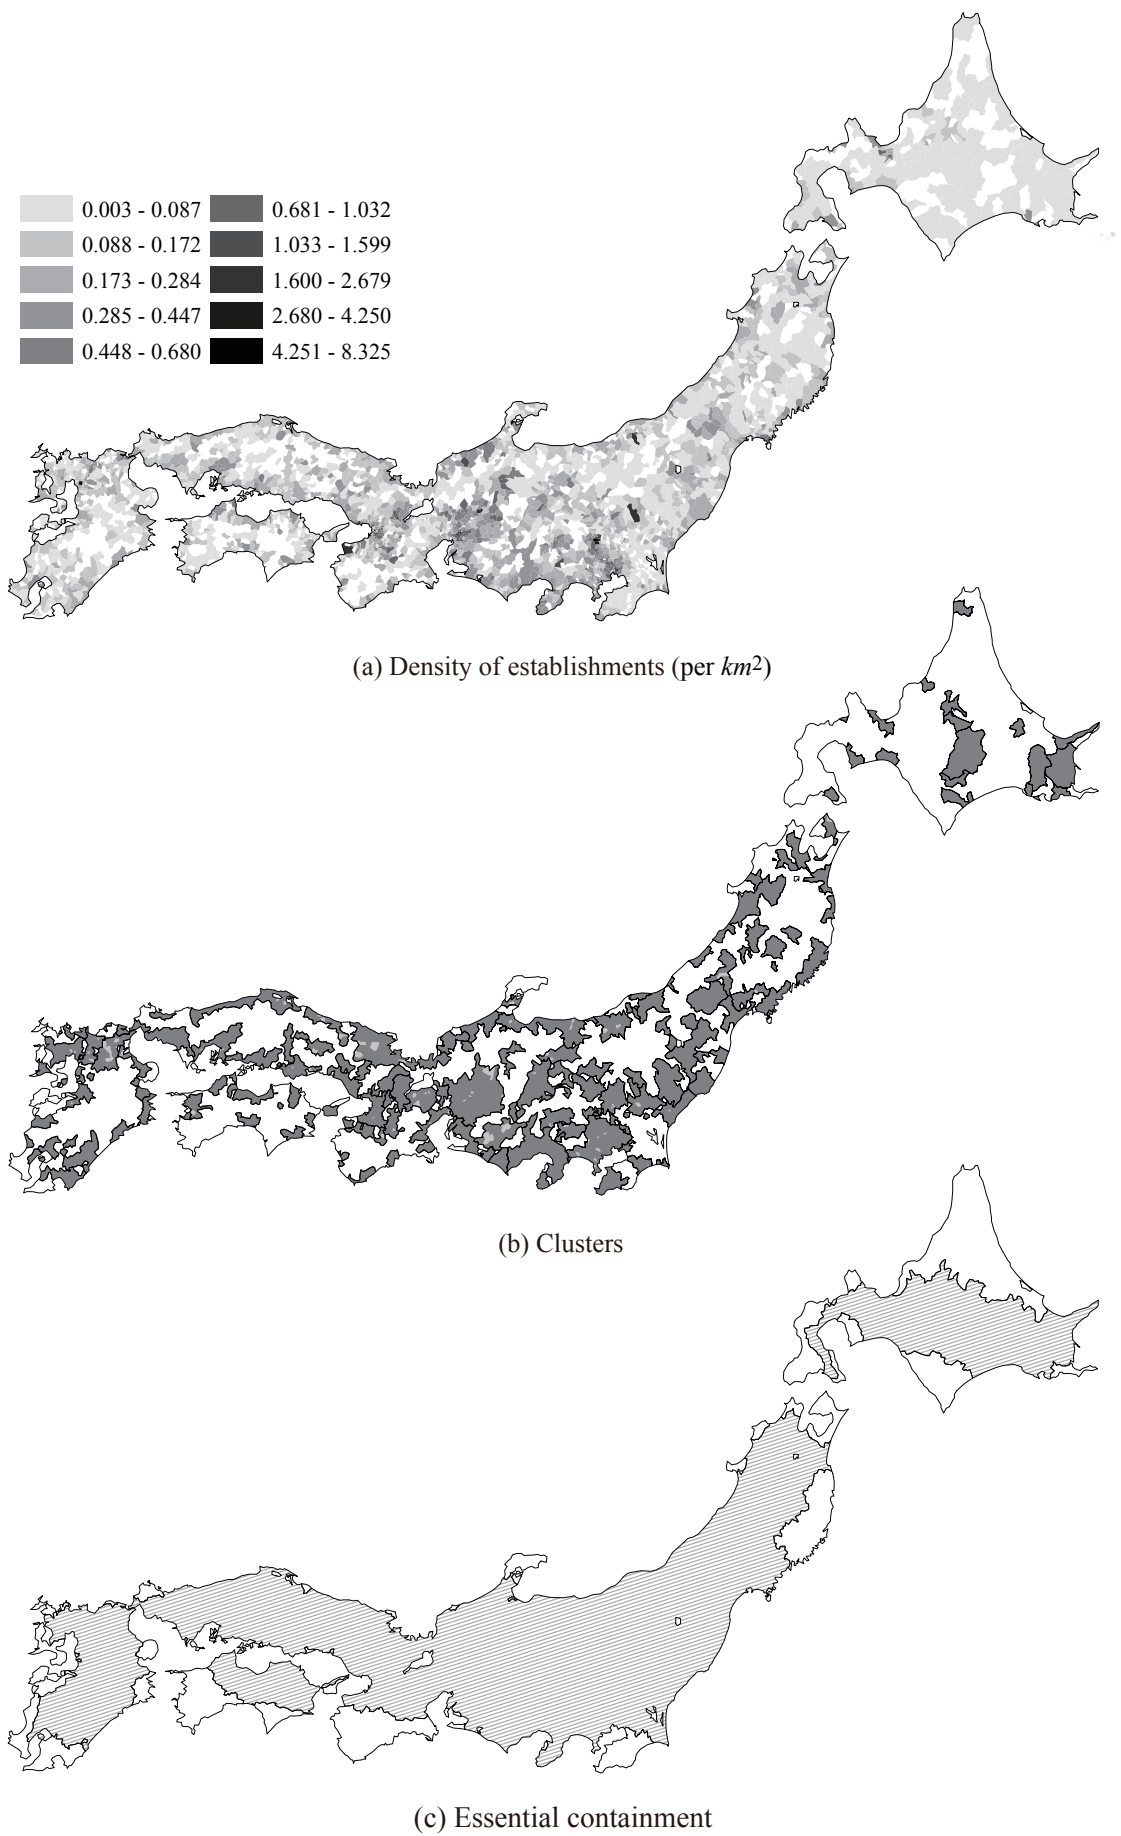 0.003 - 0.087 0.681 - 1.032
0.088 - 0.172 1.033 - 1.599
0.173 - 0.284 1.600 - 2.679
0.285 - 0.447 2.680 - 4.250
0.448 - 0.680 4.251 - 8.325
(a) Density of establishments (per km²)
(b) Clusters
(c) Essential containment